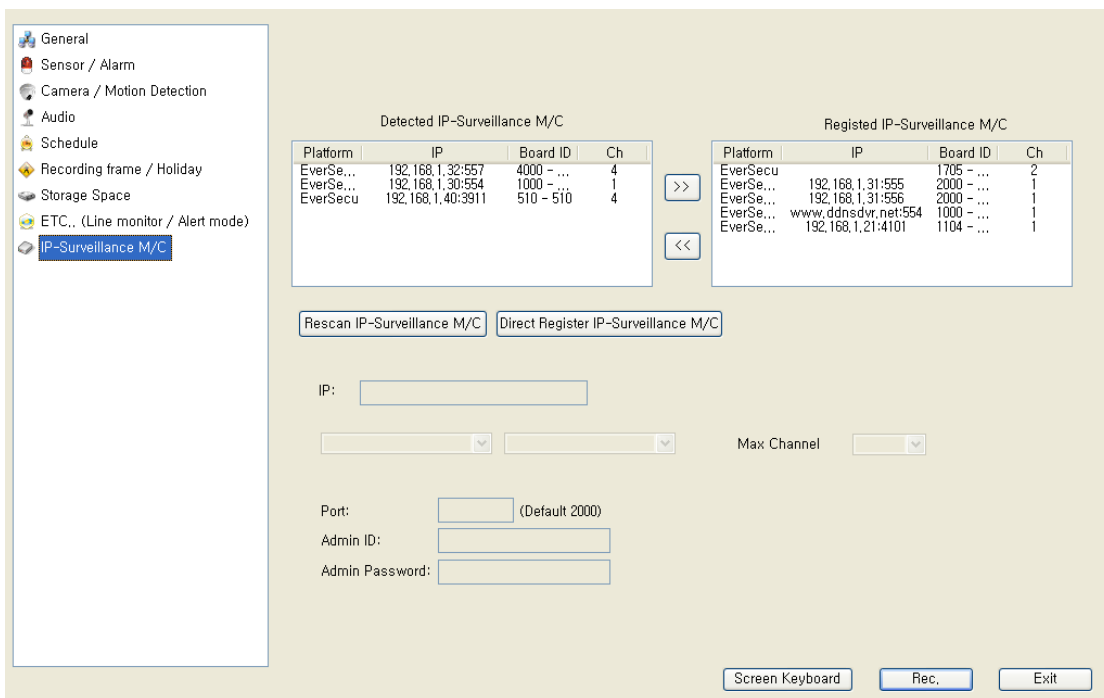 General
Sensor / Alarm
Camera / Motion Detection
Audio
Schedule
Recording frame / Holiday
Storage Space
ETC,, (Line monitor / Alert mode)
IP-Surveillance M/C
Detected IP-Surveillance M/C
Platform IP Board ID Ch
EverSe,,, 192,168,1,32:557 4000 - ,,, 4
EverSe,,, 192,168,1,30:554 1000 - ,,, 1
EverSecu 192,168,1,40:3911 510 - 510 4
>>
<<
Registed IP-Surveillance M/C
Platform IP Board ID Ch
EverSecu 1705 - ,,, 2
EverSe,,, 192,168,1,31:555 2000 - ,,, 1
EverSe,,, 192,168,1,31:556 2000 - ,,, 1
EverSe,,, www,ddnsdvr,net:554 1000 - ,,, 1
EverSe,,, 192,168,1,21:4101 1104 - ,,, 1
Rescan IP-Surveillance M/C Direct Register IP-Surveillance M/C
IP:
Max Channel
Port: (Default 2000)
Admin ID:
Admin Password:
Screen Keyboard Rec, Exit